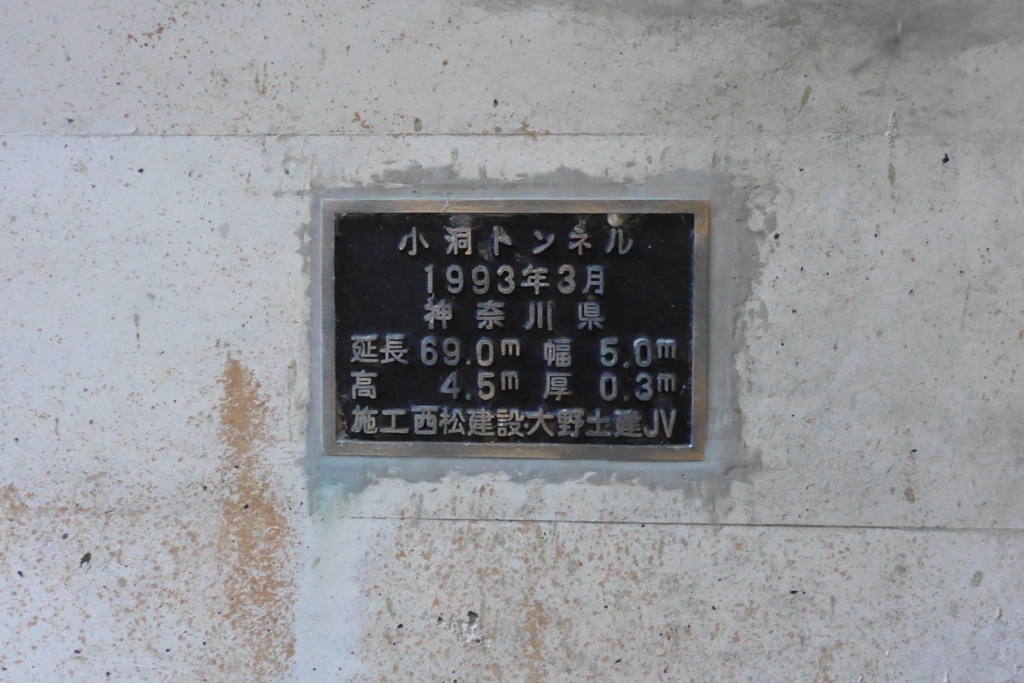 小洞トンネル
1993年3月
神奈川県
延長 69.0m 幅 5.0m
高 4.5m 厚 0.3m
施工 西松建設・大野土建JV